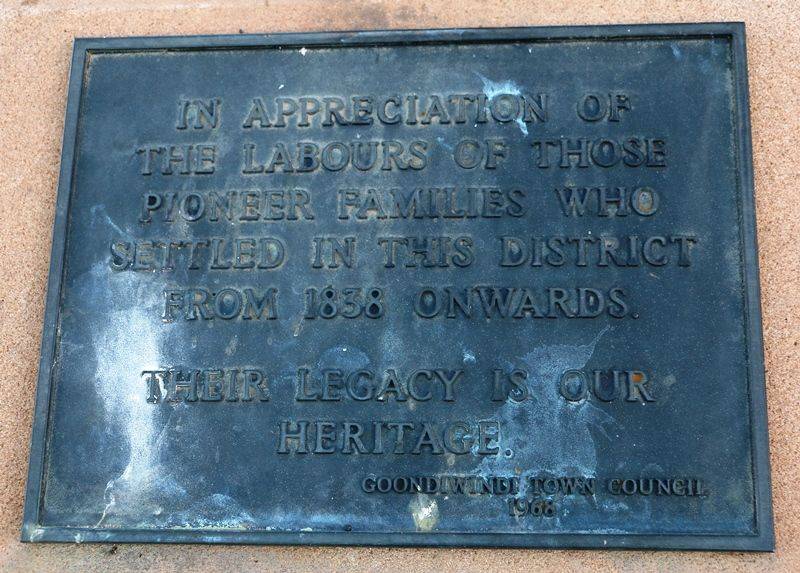 IN APPRECIATION OF
THE LABOURS OF THOSE
PIONEER FAMILIES WHO
SETTLED IN THIS DISTRICT
FROM 1838 ONWARDS.
THEIR LEGACY IS OUR
HERITAGE.
GOONDIWINDI TOWN COUNCIL
1968